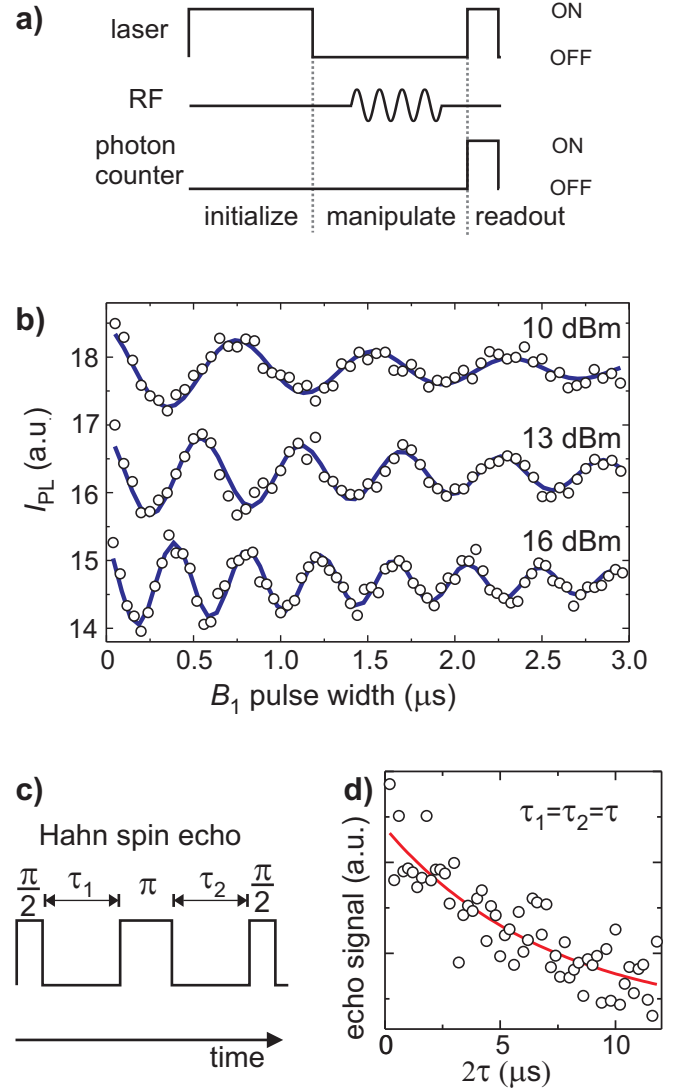 a)
laser
ON
OFF
RF
photon
counter
ON
OFF
initialize manipulate readout
b)
I_PL (a.u.)
18
17
16
15
14
10 dBm
13 dBm
16 dBm
0 0.5 1.0 1.5 2.0 2.5 3.0
B₁ pulse width (μs)
c)
Hahn spin echo
π/2 τ₁ π τ₂ π/2
time
d)
echo signal (a.u.)
τ₁=τ₂=τ
0 5 10
2τ (μs)